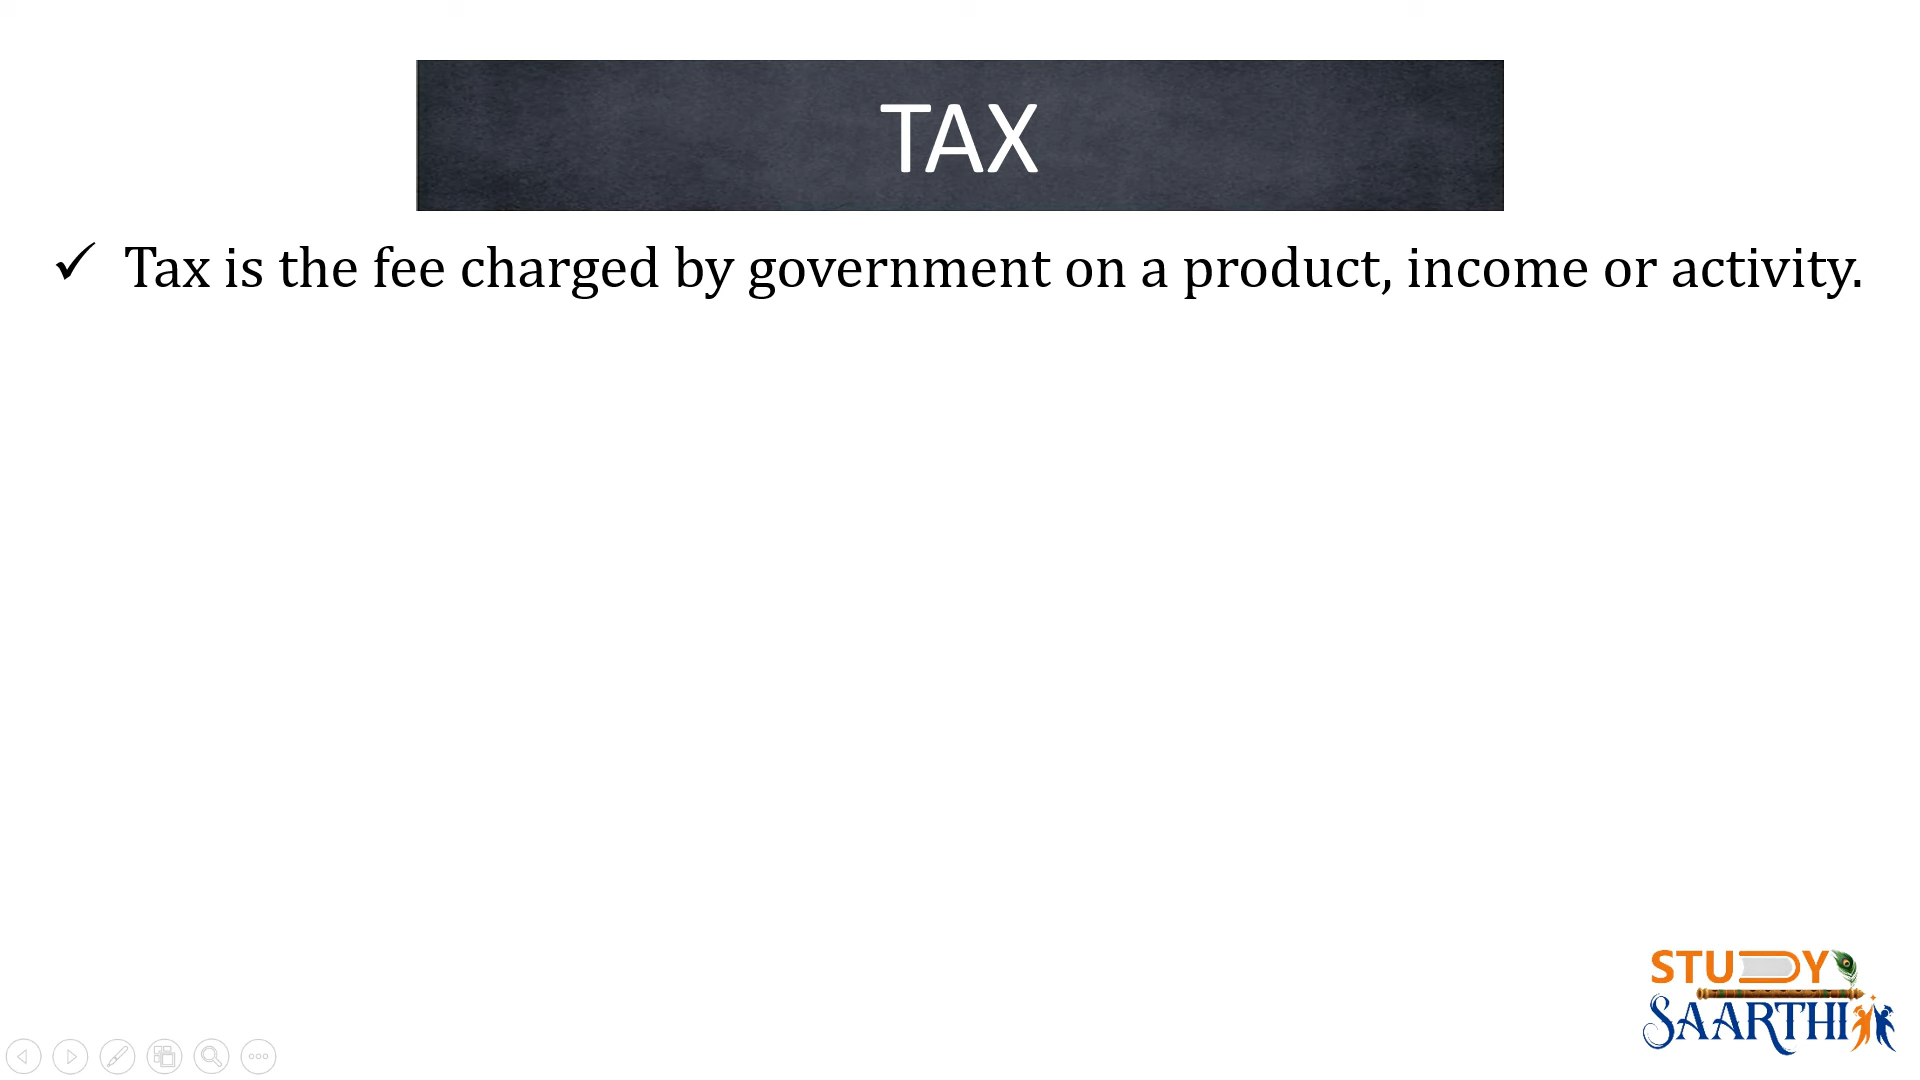 TAX
✓ Tax is the fee charged by government on a product, income or activity.
STUDY
SAARTHI